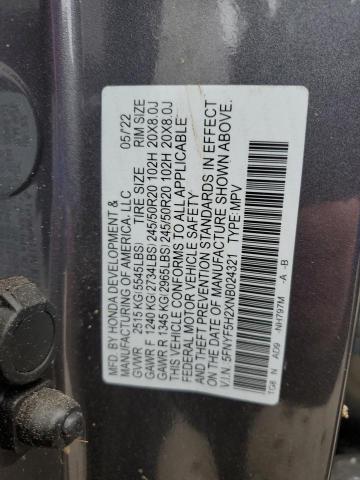 MFD. BY HONDA DEVELOPMENT & 05/22
MANUFACTURING OF AMERICA, LLC
GVWR 2515 KG(5545LBS) TIRE SIZE RIM SIZE
GAWR F 1240 KG(2734LBS) 245/50R20 102H 20X8.0J
GAWR R 1345 KG(2965LBS) 245/50R20 102H 20X8.0J
THIS VEHICLE CONFORMS TO ALL APPLICABLE
FEDERAL MOTOR VEHICLE SAFETY
PREVENTION STANDARDS IN EFFECT
ON THE DATE OF MANUFACTURE SHOWN ABOVE.
V.I.N. 5FNYF5H2XNB024321 TYPE:MPV
TG8 N AD9 -NH797M -A -B